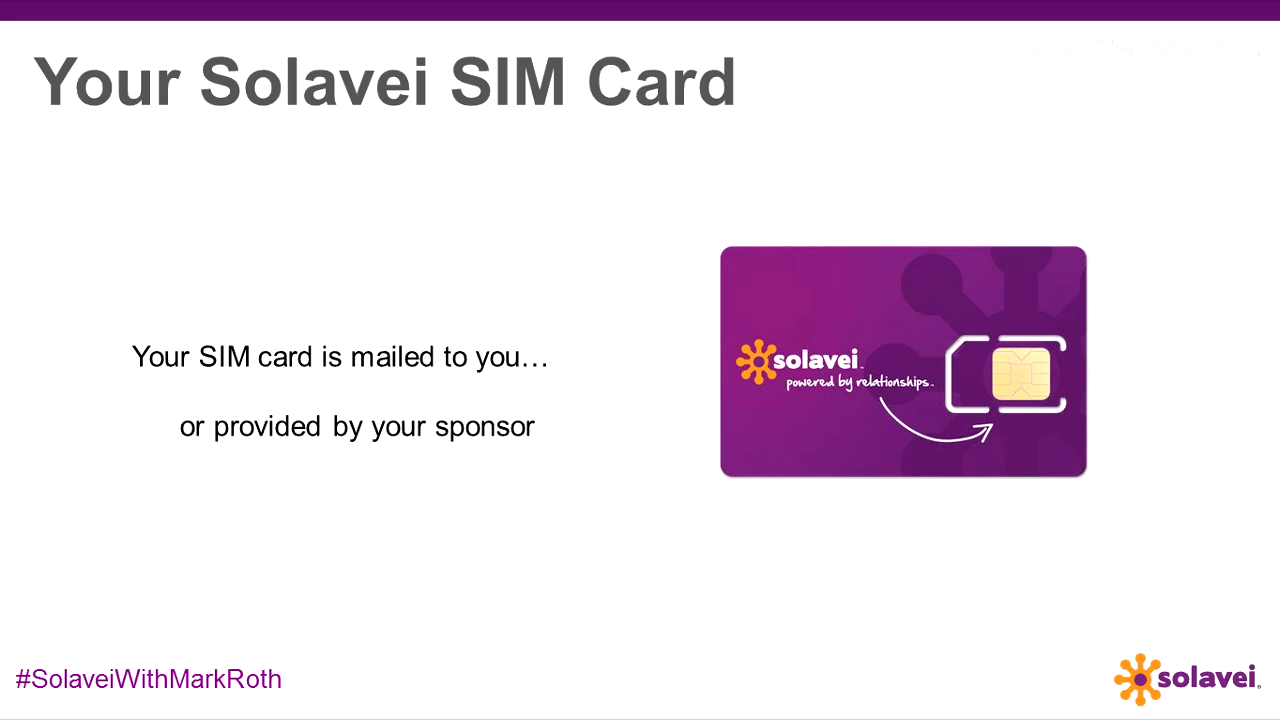 Your Solavei SIM Card
Your SIM card is mailed to you…
or provided by your sponsor
solavei
powered by relationships.
#SolaveiWithMarkRoth
solavei